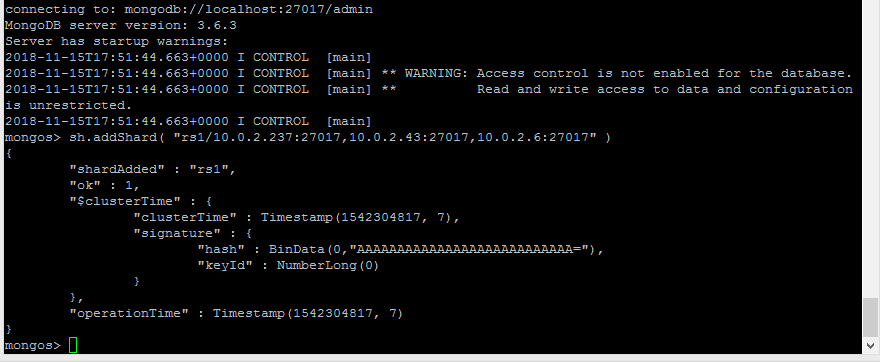 connecting to: mongodb://localhost:27017/admin
MongoDB server version: 3.6.3
Server has startup warnings:
2018-11-15T17:51:44.663+0000 I CONTROL  [main]
2018-11-15T17:51:44.663+0000 I CONTROL  [main] ** WARNING: Access control is not enabled for the database.
2018-11-15T17:51:44.663+0000 I CONTROL  [main] **          Read and write access to data and configuration
is unrestricted.
2018-11-15T17:51:44.663+0000 I CONTROL  [main]
mongos> sh.addShard( "rs1/10.0.2.237:27017,10.0.2.43:27017,10.0.2.6:27017" )
{
        "shardAdded" : "rs1",
        "ok" : 1,
        "$clusterTime" : {
                "clusterTime" : Timestamp(1542304817, 7),
                "signature" : {
                        "hash" : BinData(0,"AAAAAAAAAAAAAAAAAAAAAAAAAAA="),
                        "keyId" : NumberLong(0)
                }
        },
        "operationTime" : Timestamp(1542304817, 7)
}
mongos>